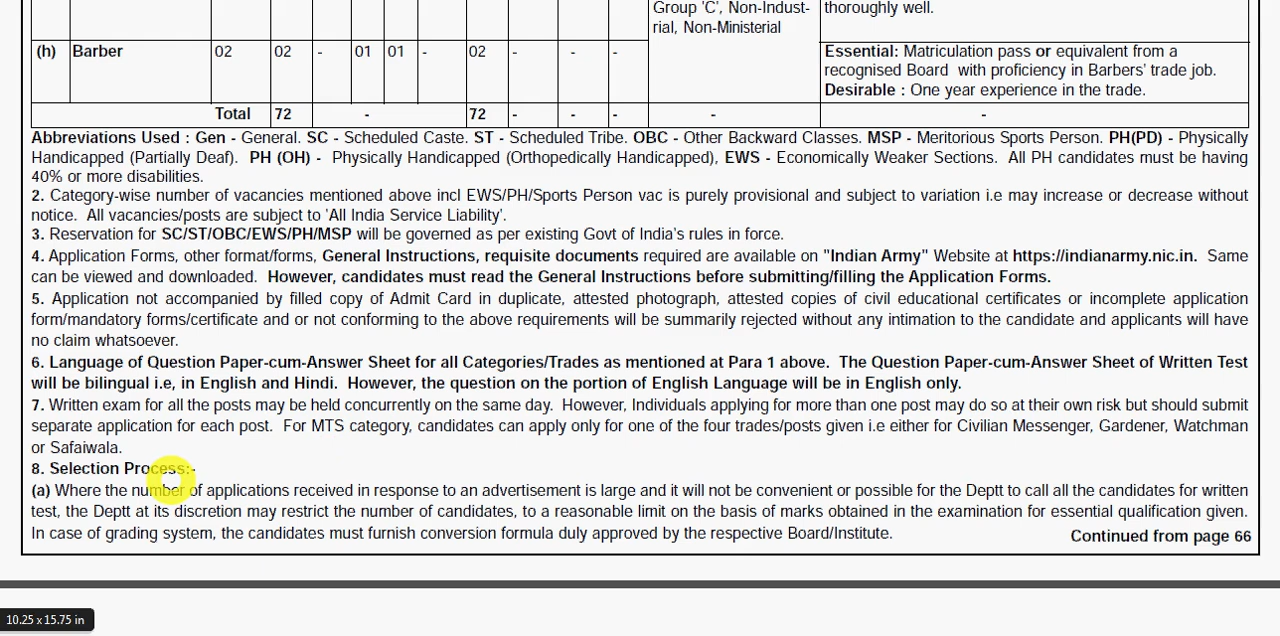 Group 'C', Non-Indust-
rial, Non-Ministerial
thoroughly well.
(h) Barber 02 02 - 01 01 - 02 - - -
Essential: Matriculation pass or equivalent from a
recognised Board with proficiency in Barbers' trade job.
Desirable : One year experience in the trade.
Total 72 - 72 - - - - -
Abbreviations Used : Gen - General. SC - Scheduled Caste. ST - Scheduled Tribe. OBC - Other Backward Classes. MSP - Meritorious Sports Person. PH(PD) - Physically
Handicapped (Partially Deaf). PH (OH) - Physically Handicapped (Orthopedically Handicapped), EWS - Economically Weaker Sections. All PH candidates must be having
40% or more disabilities.
2. Category-wise number of vacancies mentioned above incl EWS/PH/Sports Person vac is purely provisional and subject to variation i.e may increase or decrease without
notice. All vacancies/posts are subject to 'All India Service Liability'.
3. Reservation for SC/ST/OBC/EWS/PH/MSP will be governed as per existing Govt of India's rules in force.
4. Application Forms, other format/forms, General Instructions, requisite documents required are available on "Indian Army" Website at https://indianarmy.nic.in. Same
can be viewed and downloaded. However, candidates must read the General Instructions before submitting/filling the Application Forms.
5. Application not accompanied by filled copy of Admit Card in duplicate, attested photograph, attested copies of civil educational certificates or incomplete application
form/mandatory forms/certificate and or not conforming to the above requirements will be summarily rejected without any intimation to the candidate and applicants will have
no claim whatsoever.
6. Language of Question Paper-cum-Answer Sheet for all Categories/Trades as mentioned at Para 1 above. The Question Paper-cum-Answer Sheet of Written Test
will be bilingual i.e, in English and Hindi. However, the question on the portion of English Language will be in English only.
7. Written exam for all the posts may be held concurrently on the same day. However, Individuals applying for more than one post may do so at their own risk but should submit
separate application for each post. For MTS category, candidates can apply only for one of the four trades/posts given i.e either for Civilian Messenger, Gardener, Watchman
or Safaiwala.
8. Selection Process:-
(a) Where the number of applications received in response to an advertisement is large and it will not be convenient or possible for the Deptt to call all the candidates for written
test, the Deptt at its discretion may restrict the number of candidates, to a reasonable limit on the basis of marks obtained in the examination for essential qualification given.
In case of grading system, the candidates must furnish conversion formula duly approved by the respective Board/Institute.
Continued from page 66
10.25 x 15.75 in